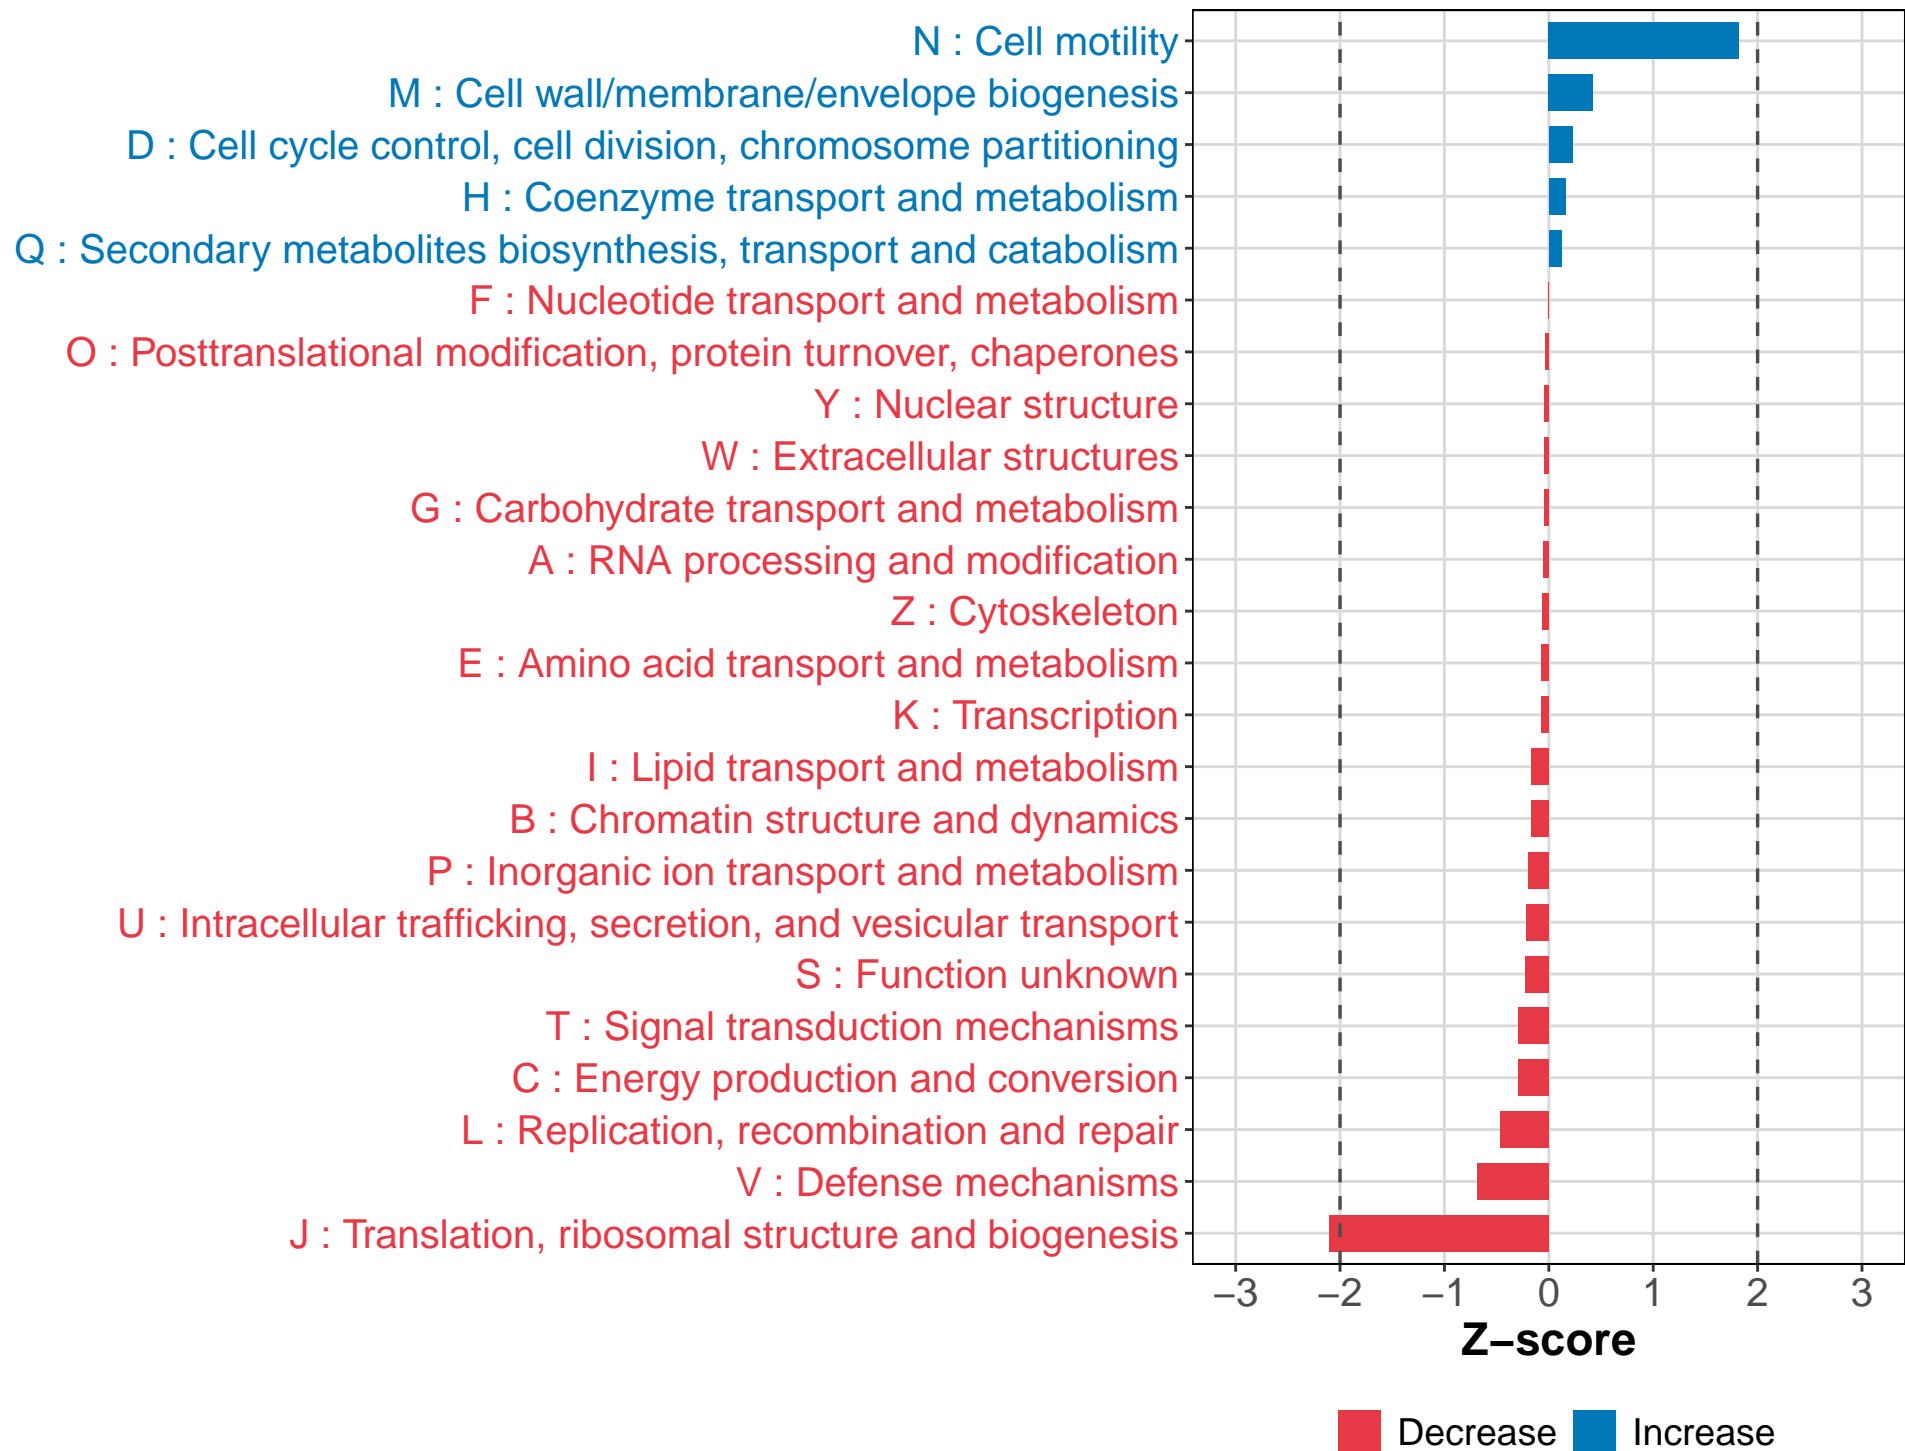 N : Cell motility
M : Cell wall/membrane/envelope biogenesis
D : Cell cycle control, cell division, chromosome partitioning
H : Coenzyme transport and metabolism
Q : Secondary metabolites biosynthesis, transport and catabolism
F : Nucleotide transport and metabolism
O : Posttranslational modification, protein turnover, chaperones
Y : Nuclear structure
W : Extracellular structures
G : Carbohydrate transport and metabolism
A : RNA processing and modification
Z : Cytoskeleton
E : Amino acid transport and metabolism
K : Transcription
I : Lipid transport and metabolism
B : Chromatin structure and dynamics
P : Inorganic ion transport and metabolism
U : Intracellular trafficking, secretion, and vesicular transport
S : Function unknown
T : Signal transduction mechanisms
C : Energy production and conversion
L : Replication, recombination and repair
V : Defense mechanisms
J : Translation, ribosomal structure and biogenesis
−3 −2 −1 0 1 2 3
Z−score
Decrease Increase